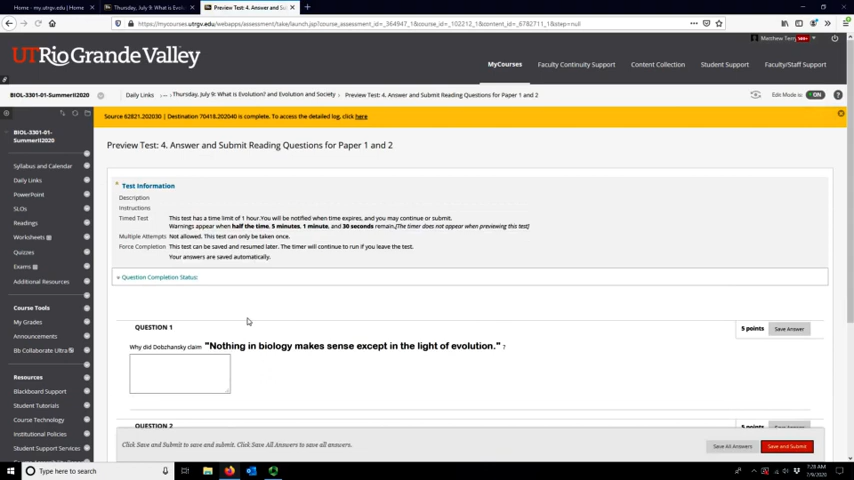 Home - my.utrgv.edu | Home
Thursday, July 9: What is Evolu
Preview Test: 4. Answer and Su
https://mycourses.utrgv.edu/webapps/assessment/take/launch.jsp?course_assessment_id=_364947_1&course_id=_102212_1&content_id=_6782711_1&step=null
UTRio Grande Valley
MyCourses
Faculty Continuity Support
Content Collection
Student Support
Faculty/Staff Support
BIOL-3301-01-SummerII2020
Daily Links
Thursday, July 9: What is Evolution? and Evolution and Society
Preview Test: 4. Answer and Submit Reading Questions for Paper 1 and 2
Edit Mode is: ON
Source 62821.202030 | Destination 70418.202040 is complete. To access the detailed log, click here
BIOL-3301-01-SummerII2020
Syllabus and Calendar
Daily Links
PowerPoint
SLOs
Readings
Worksheets
Quizzes
Exams
Additional Resources
Course Tools
My Grades
Announcements
Bb Collaborate Ultra
Resources
Blackboard Support
Student Tutorials
Course Technology
Institutional Policies
Student Support Services
Preview Test: 4. Answer and Submit Reading Questions for Paper 1 and 2
* Test Information
Description
Instructions
Timed Test This test has a time limit of 1 hour.You will be notified when time expires, and you may continue or submit.
Warnings appear when half the time, 5 minutes, 1 minute, and 30 seconds remain.[The timer does not appear when previewing this test]
Multiple Attempts Not allowed. This test can only be taken once.
Force Completion This test can be saved and resumed later. The timer will continue to run if you leave the test.
Your answers are saved automatically.
Question Completion Status:
QUESTION 1
5 points
Save Answer
Why did Dobzhansky claim "Nothing in biology makes sense except in the light of evolution." ?
QUESTION 2
5 points
Save Answer
Click Save and Submit to save and submit. Click Save All Answers to save all answers.
Save All Answers
Save and Submit
Type here to search
7:28 AM
7/9/2020